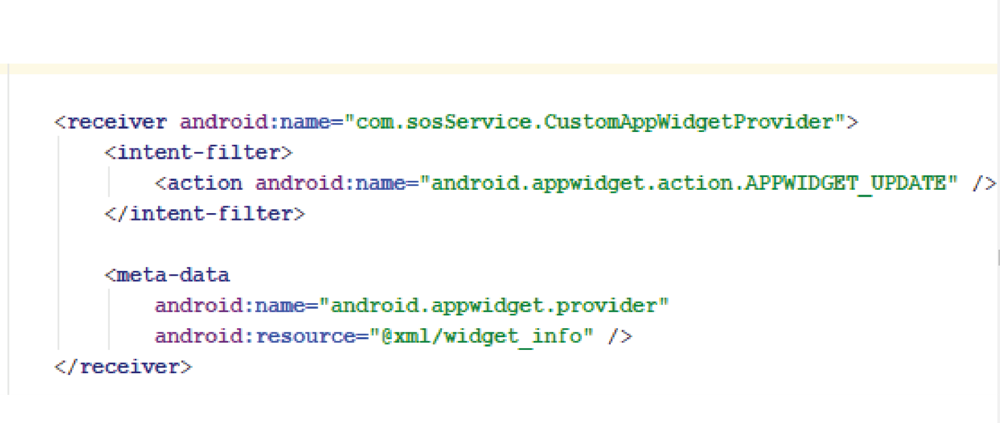 <receiver android:name="com.sosService.CustomAppWidgetProvider">
<intent-filter>
<action android:name="android.appwidget.action.APPWIDGET_UPDATE" />
</intent-filter>
<meta-data
android:name="android.appwidget.provider"
android:resource="@xml/widget_info" />
</receiver>